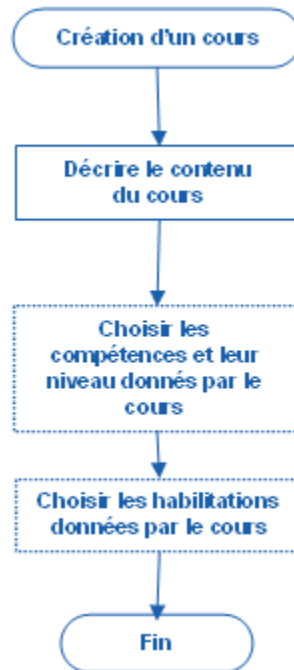 Création d'un cours
Décrire le contenu
du cours
Choisir les
compétences et leur
niveau donnés par le
cours
Choisir les habilitations
données par le cours
Fin